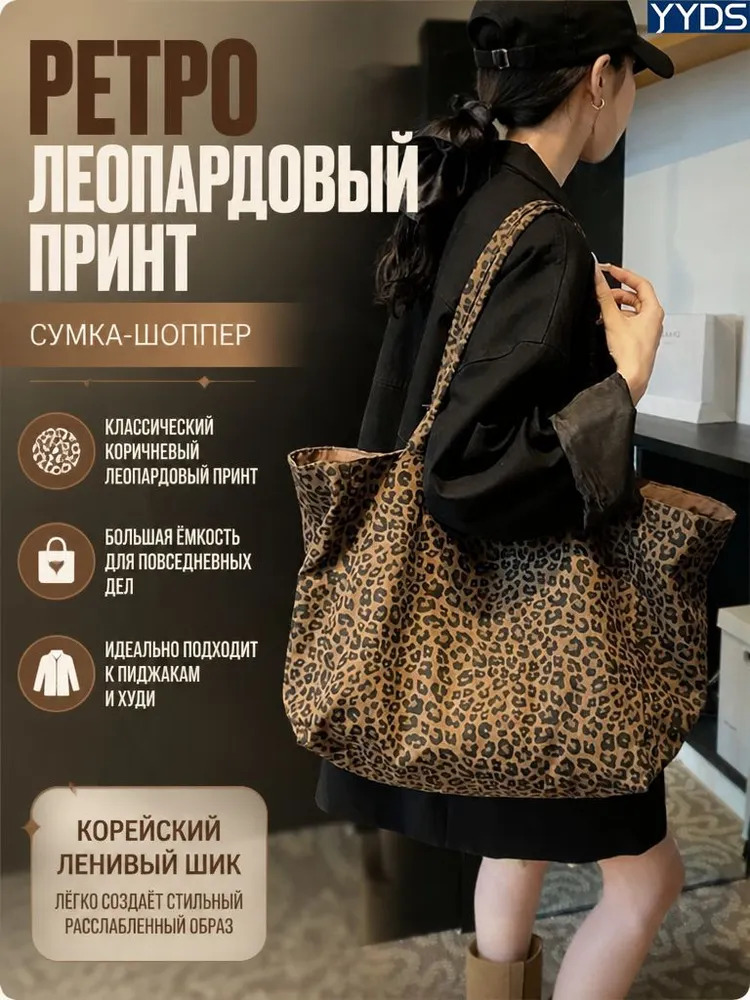 YYDS
РЕТРО
ЛЕОПАРДОВЫЙ
ПРИНТ
СУМКА-ШОППЕР
КЛАССИЧЕСКИЙ
КОРИЧНЕВЫЙ
ЛЕОПАРДОВЫЙ ПРИНТ
БОЛЬШАЯ ЁМКОСТЬ
ДЛЯ ПОВСЕДНЕВНЫХ
ДЕЛ
ИДЕАЛЬНО ПОДХОДИТ
К ПИДЖАКАМ
И ХУДИ
КОРЕЙСКИЙ
ЛЕНИВЫЙ ШИК
ЛЕГКО СОЗДАЁТ СТИЛЬНЫЙ
РАССЛАБЛЕННЫЙ ОБРАЗ